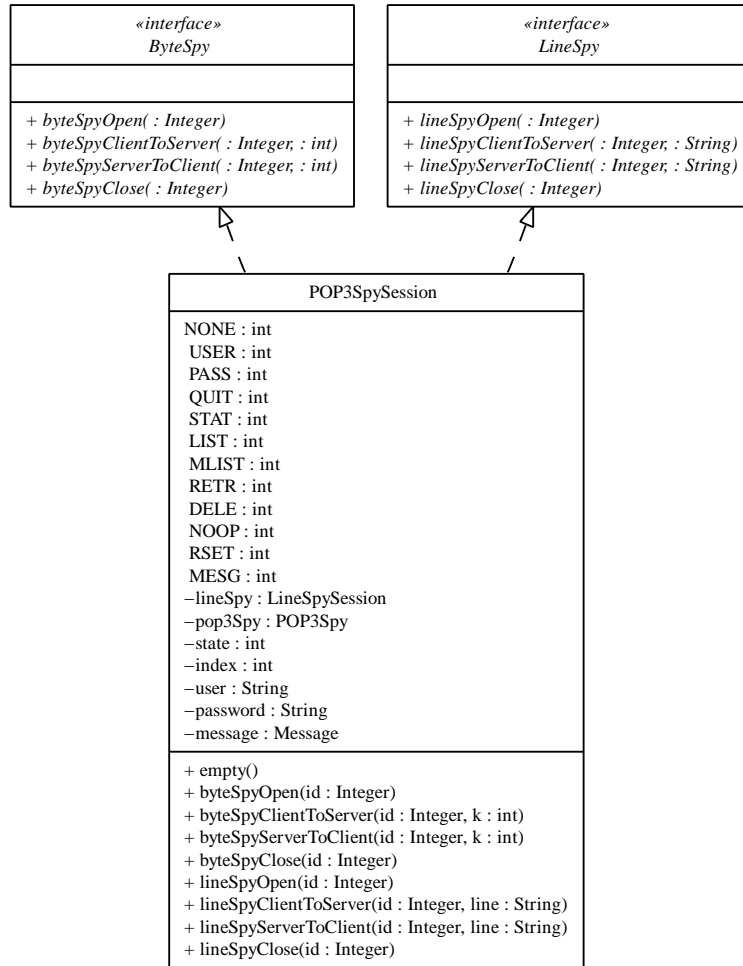 «interface»
ByteSpy
+ byteSpyOpen( : Integer)
+ byteSpyClientToServer( : Integer, : int)
+ byteSpyServerToClient( : Integer, : int)
+ byteSpyClose( : Integer)
«interface»
LineSpy
+ lineSpyOpen( : Integer)
+ lineSpyClientToServer( : Integer, : String)
+ lineSpyServerToClient( : Integer, : String)
+ lineSpyClose( : Integer)
POP3SpySession
NONE : int
USER : int
PASS : int
QUIT : int
STAT : int
LIST : int
MLIST : int
RETR : int
DELE : int
NOOP : int
RSET : int
MESG : int
−lineSpy : LineSpySession
−pop3Spy : POP3Spy
−state : int
−index : int
−user : String
−password : String
−message : Message
+ empty()
+ byteSpyOpen(id : Integer)
+ byteSpyClientToServer(id : Integer, k : int)
+ byteSpyServerToClient(id : Integer, k : int)
+ byteSpyClose(id : Integer)
+ lineSpyOpen(id : Integer)
+ lineSpyClientToServer(id : Integer, line : String)
+ lineSpyServerToClient(id : Integer, line : String)
+ lineSpyClose(id : Integer)